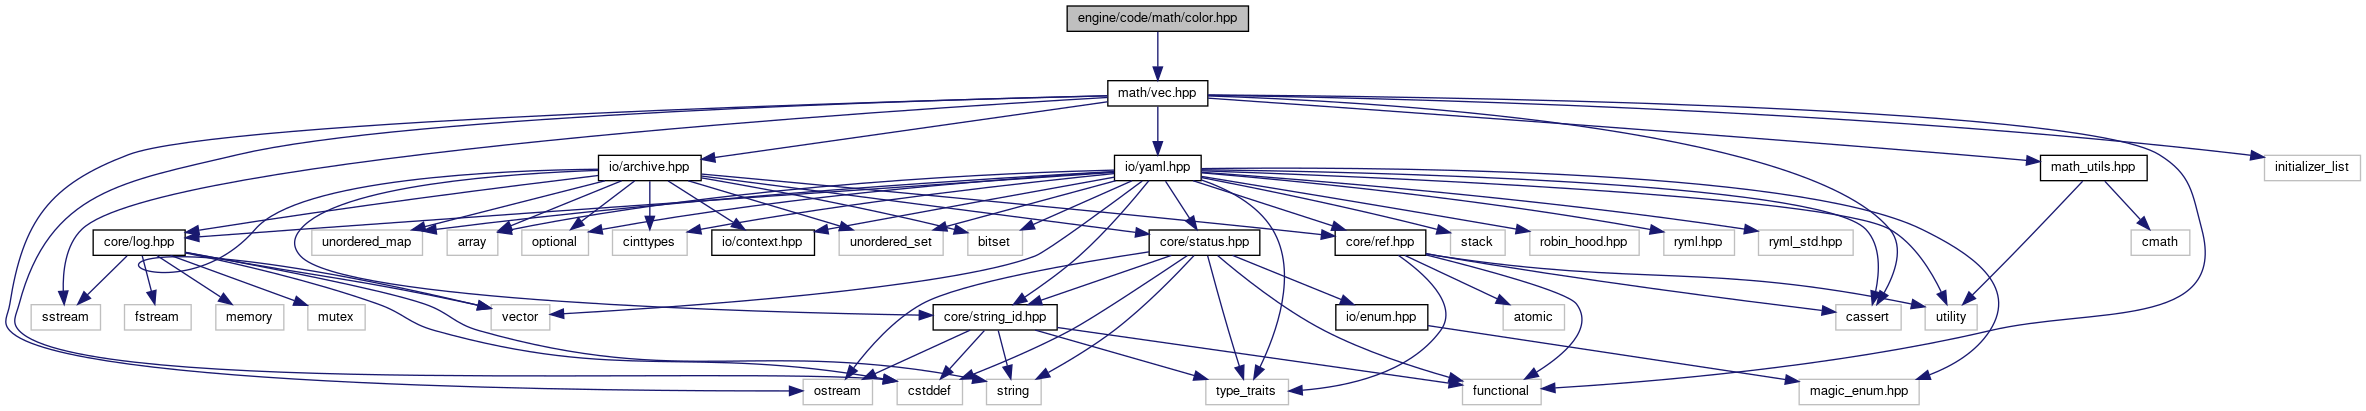 engine/code/math/color.hpp
math/vec.hpp
io/archive.hpp
io/yaml.hpp
math_utils.hpp
initializer_list
core/log.hpp
unordered_map
array
optional
cinttypes
io/context.hpp
unordered_set
bitset
core/status.hpp
core/ref.hpp
stack
robin_hood.hpp
ryml.hpp
ryml_std.hpp
cmath
sstream
fstream
memory
mutex
vector
core/string_id.hpp
io/enum.hpp
atomic
cassert
utility
ostream
cstddef
string
type_traits
functional
magic_enum.hpp